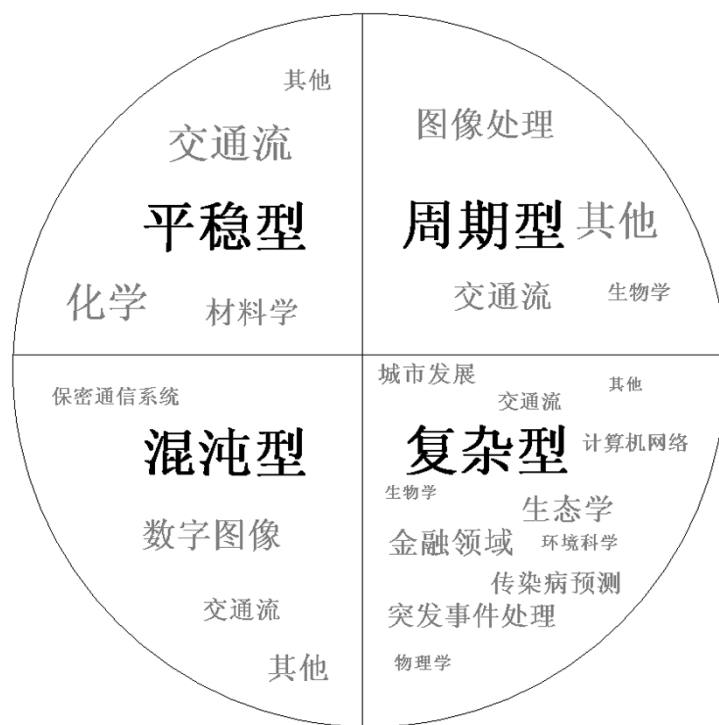 其他
交通流
平稳型
化学
材料学
图像处理
周期型
其他
交通流
生物学
保密通信系统
混沌型
数字图像
交通流
其他
城市发展
其他
交通流
复杂型
计算机网络
生物学
生态学
金融领域
环境科学
传染病预测
突发事件处理
物理学